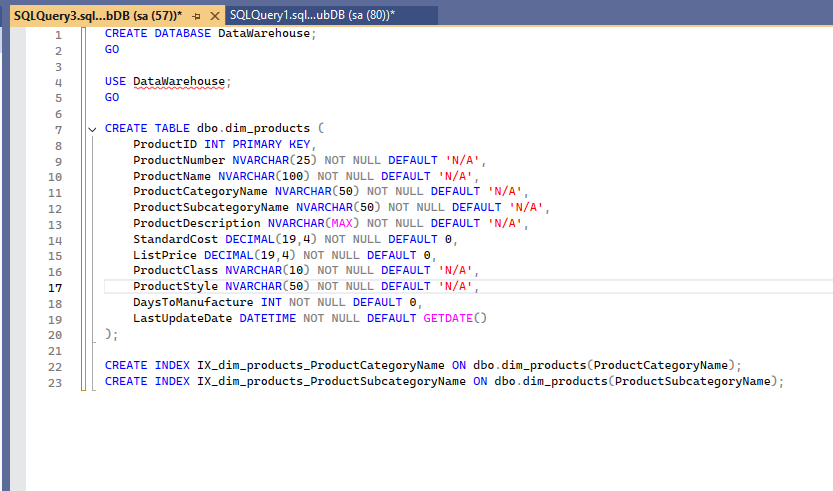 SQLQuery3.sql...bDB (sa (57))* SQLQuery1.sql...ubDB (sa (80))*
1 CREATE DATABASE DataWarehouse;
2 GO
3
4 USE DataWarehouse;
5 GO
6
7 CREATE TABLE dbo.dim_products (
8 ProductID INT PRIMARY KEY,
9 ProductNumber NVARCHAR(25) NOT NULL DEFAULT 'N/A',
10 ProductName NVARCHAR(100) NOT NULL DEFAULT 'N/A',
11 ProductCategoryName NVARCHAR(50) NOT NULL DEFAULT 'N/A',
12 ProductSubcategoryName NVARCHAR(50) NOT NULL DEFAULT 'N/A',
13 ProductDescription NVARCHAR(MAX) NOT NULL DEFAULT 'N/A',
14 StandardCost DECIMAL(19,4) NOT NULL DEFAULT 0,
15 ListPrice DECIMAL(19,4) NOT NULL DEFAULT 0,
16 ProductClass NVARCHAR(10) NOT NULL DEFAULT 'N/A',
17 ProductStyle NVARCHAR(50) NOT NULL DEFAULT 'N/A',
18 DaysToManufacture INT NOT NULL DEFAULT 0,
19 LastUpdateDate DATETIME NOT NULL DEFAULT GETDATE()
20 );
21
22 CREATE INDEX IX_dim_products_ProductCategoryName ON dbo.dim_products(ProductCategoryName);
23 CREATE INDEX IX_dim_products_ProductSubcategoryName ON dbo.dim_products(ProductSubcategoryName);